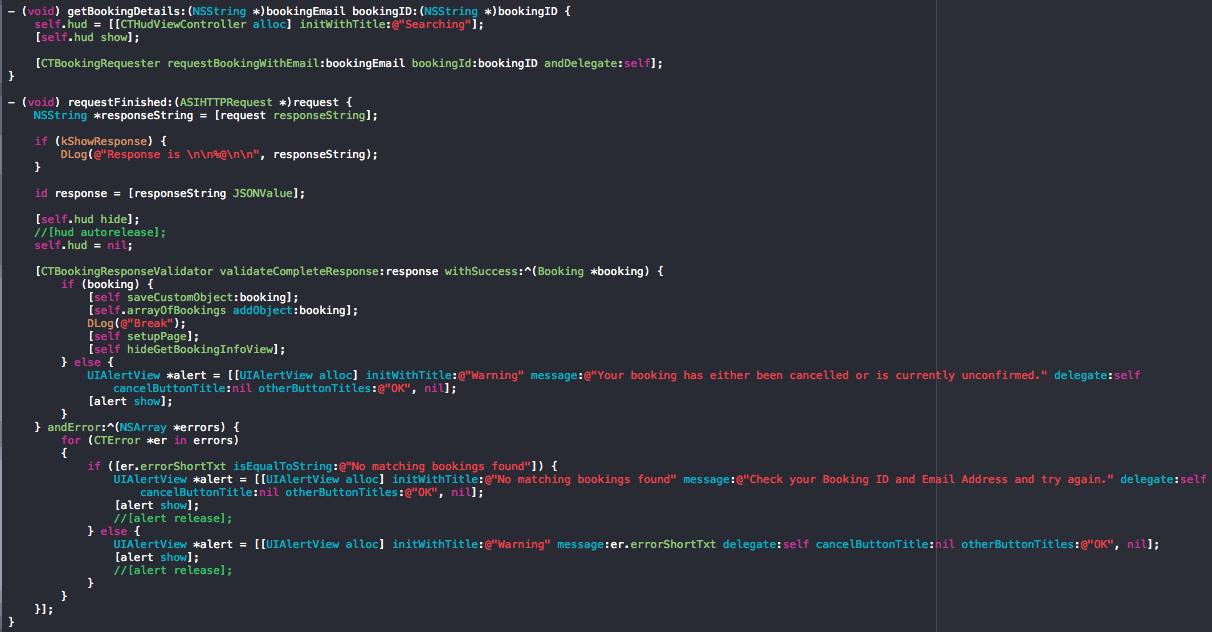 - (void) getBookingDetails:(NSString *)bookingEmail bookingID:(NSString *)bookingID {
    self.hud = [[CTHudViewController alloc] initWithTitle:@"Searching"];
    [self.hud show];

    [CTBookingRequester requestBookingWithEmail:bookingEmail bookingId:bookingID andDelegate:self];
}

- (void) requestFinished:(ASIHTTPRequest *)request {
    NSString *responseString = [request responseString];

    if (kShowResponse) {
        DLog(@"Response is \n\n%@\n\n", responseString);
    }

    id response = [responseString JSONValue];

    [self.hud hide];
    //[hud autorelease];
    self.hud = nil;

    [CTBookingResponseValidator validateCompleteResponse:response withSuccess:^(Booking *booking) {
        if (booking) {
            [self saveCustomObject:booking];
            [self.arrayOfBookings addObject:booking];
            DLog(@"Break");
            [self setupPage];
            [self hideGetBookingInfoView];
        } else {
            UIAlertView *alert = [[UIAlertView alloc] initWithTitle:@"Warning" message:@"Your booking has either been cancelled or is currently unconfirmed." delegate:self
                cancelButtonTitle:nil otherButtonTitles:@"OK", nil];
            [alert show];
        }
    } andError:^(NSArray *errors) {
        for (CTError *er in errors)
        {
            if ([er.errorShortTxt isEqualToString:@"No matching bookings found"]) {
                UIAlertView *alert = [[UIAlertView alloc] initWithTitle:@"No matching bookings found" message:@"Check your Booking ID and Email Address and try again." delegate:self
                    cancelButtonTitle:nil otherButtonTitles:@"OK", nil];
                [alert show];
                //[alert release];
            } else {
                UIAlertView *alert = [[UIAlertView alloc] initWithTitle:@"Warning" message:er.errorShortTxt delegate:self cancelButtonTitle:nil otherButtonTitles:@"OK", nil];
                [alert show];
                //[alert release];
            }
        }
    }];
}